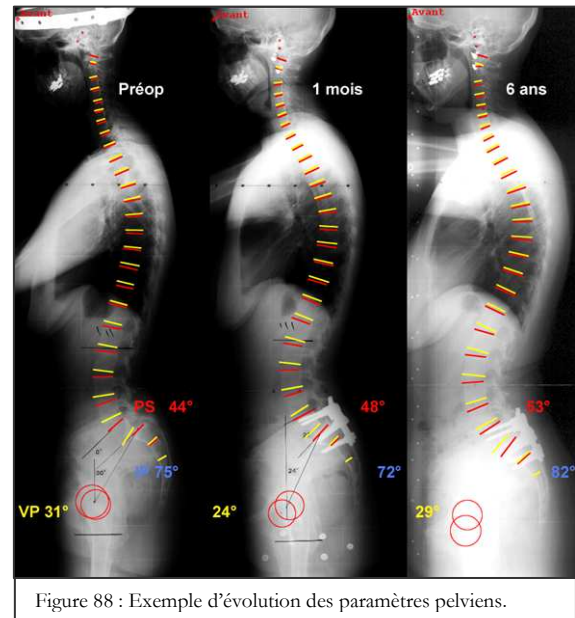 Avant Avant Avant
Préop 1 mois 6 ans
PS 44° 48° 53°
75° 72° 82°
24°
VP 31° 24° 29°
Figure 88 : Exemple d’évolution des paramètres pelviens.